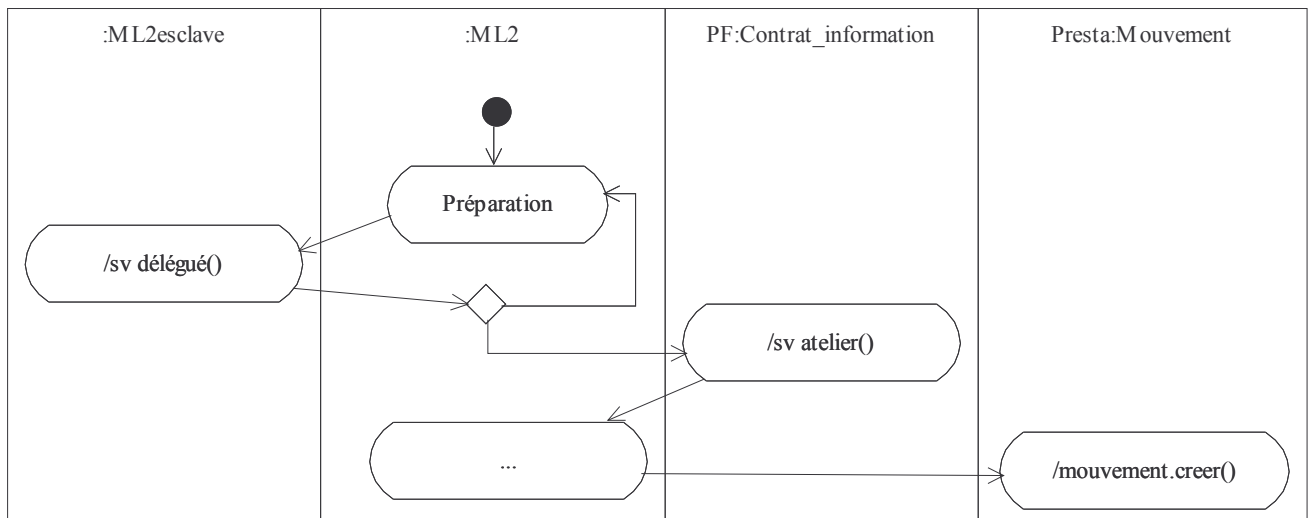 :ML2esclave
:ML2
PF:Contrat_information
Presta:Mouvement
Préparation
/sv délégué()
/sv atelier()
...
/mouvement.creer()